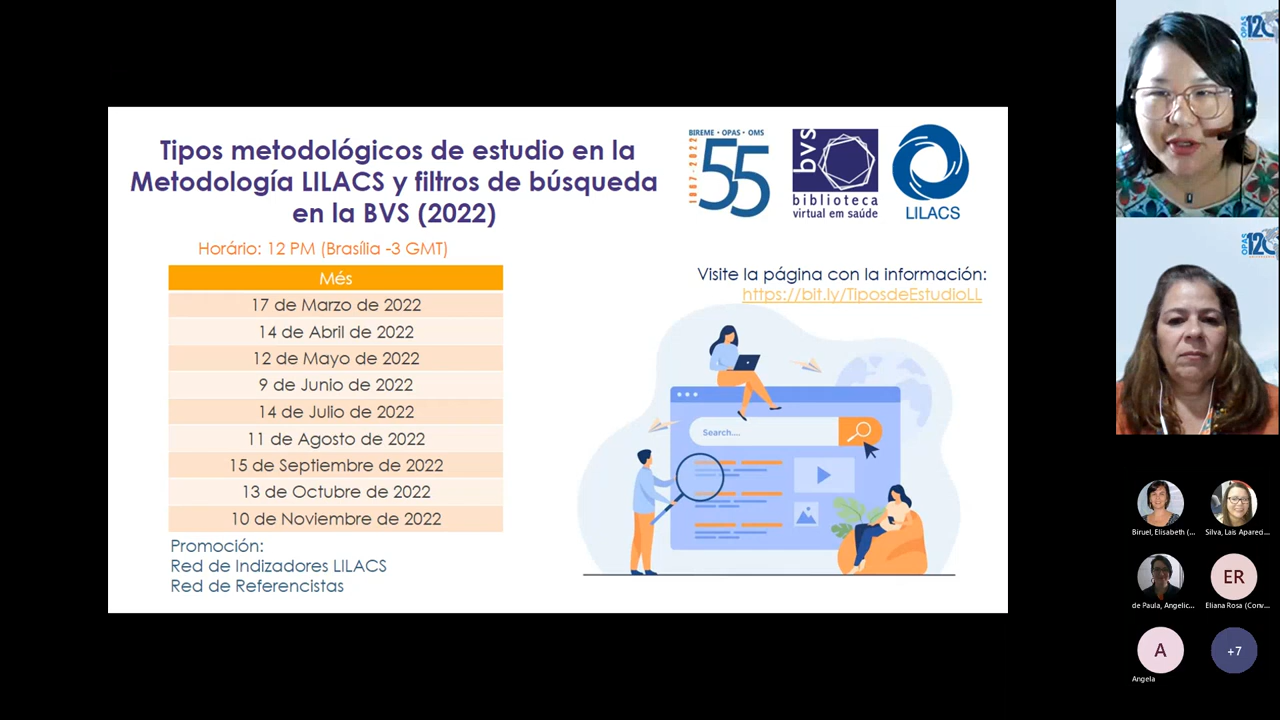 Tipos metodológicos de estudio en la
Metodología LILACS y filtros de búsqueda
en la BVS (2022)
BIREME • OPAS • OMS
1967 - 2022
55
bvs
biblioteca
virtual em saúde
LILACS
Horário: 12 PM (Brasília -3 GMT)
Més
17 de Marzo de 2022
14 de Abril de 2022
12 de Mayo de 2022
9 de Junio de 2022
14 de Julio de 2022
11 de Agosto de 2022
15 de Septiembre de 2022
13 de Octubre de 2022
10 de Noviembre de 2022
Promoción:
Red de Indizadores LILACS
Red de Referencistas
Visite la página con la información:
https://bit.ly/TiposdeEstudioLL
Search....
OPAS 120
OPAS 120
Biruel, Elisabeth (...
Silva, Lais Apareci...
de Paula, Angelic...
ER
Eliana Rosa (Conv...
A
Angela
+7